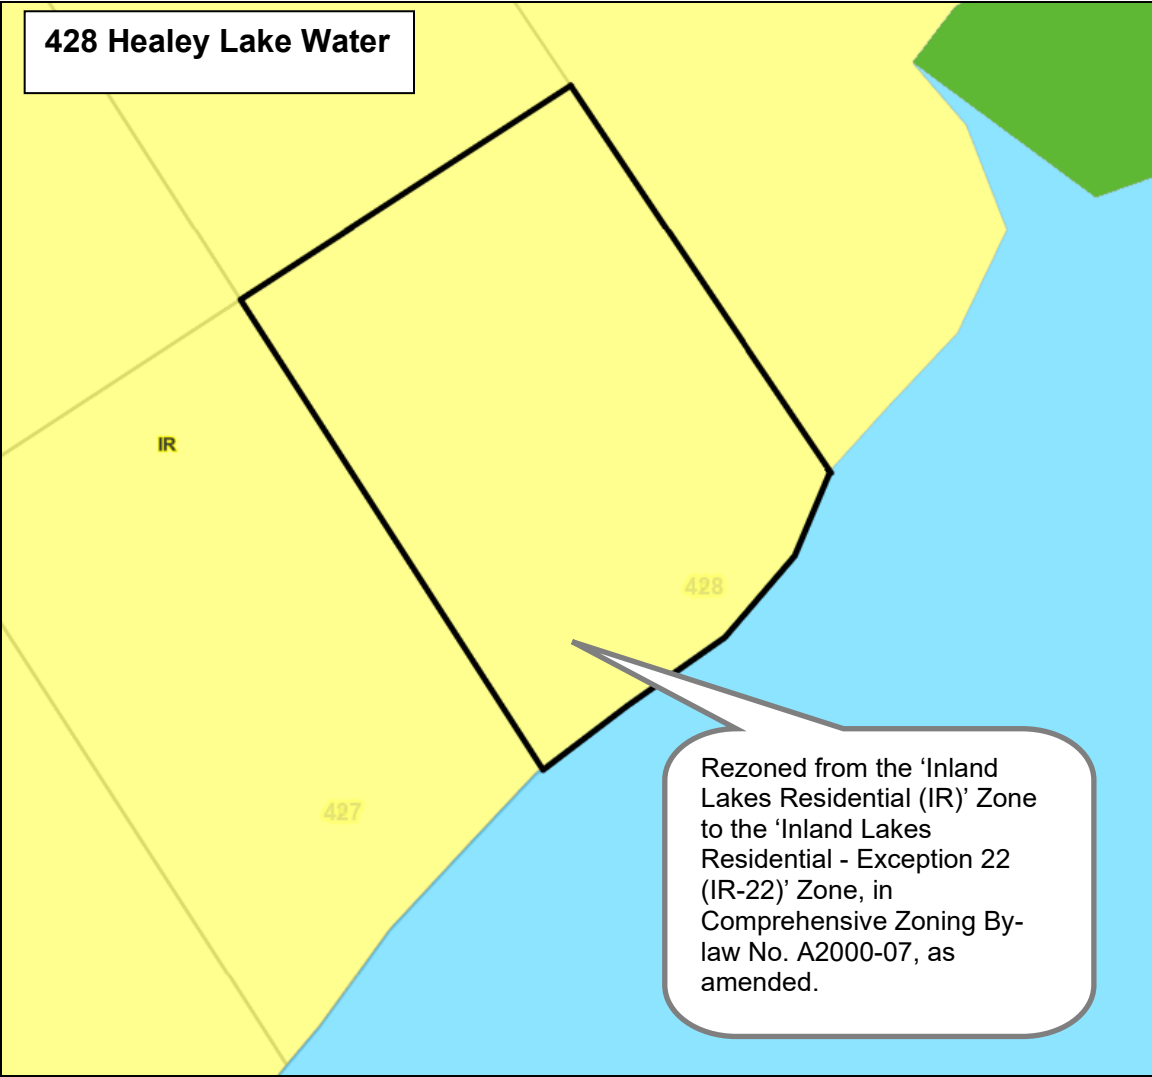 428 Healey Lake Water
IR
428
427
Rezoned from the ‘Inland
Lakes Residential (IR)’ Zone
to the ‘Inland Lakes
Residential - Exception 22
(IR-22)’ Zone, in
Comprehensive Zoning By-
law No. A2000-07, as
amended.